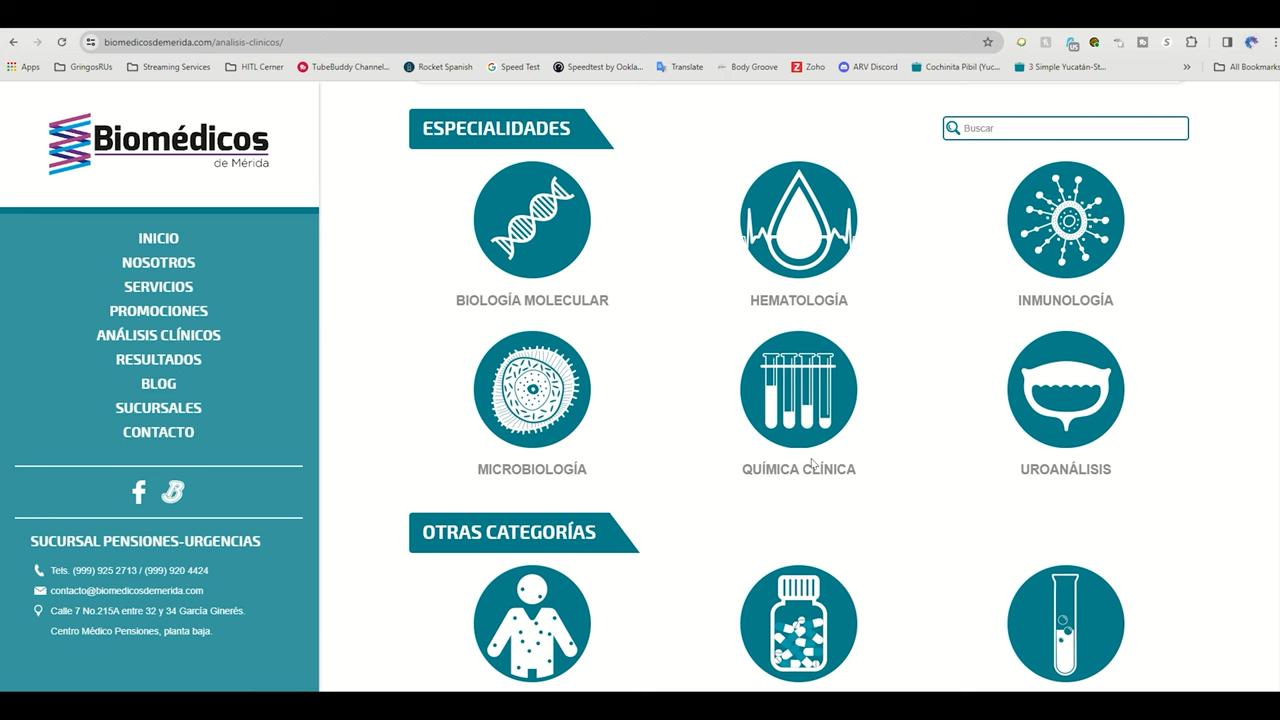 biomedicosdemerida.com/analisis-clinicos/
US
Apps
GringosRUs
Streaming Services
HITL Cerner
TubeBuddy Channel...
Rocket Spanish
Speed Test
Speedtest by Ookla...
Translate
Body Groove
Zoho
ARV Discord
Cochinita Pibil (Yuc...
3 Simple Yucatán-St...
»
All Bookmarks
Biomédicos
de Mérida
INICIO
NOSOTROS
SERVICIOS
PROMOCIONES
ANÁLISIS CLÍNICOS
RESULTADOS
BLOG
SUCURSALES
CONTACTO
SUCURSAL PENSIONES-URGENCIAS
Tels. (999) 925 2713 / (999) 920 4424
contacto@biomedicosdemerida.com
Calle 7 No.215A entre 32 y 34 García Ginerés.
Centro Médico Pensiones, planta baja.
ESPECIALIDADES
Buscar
BIOLOGÍA MOLECULAR
HEMATOLOGÍA
INMUNOLOGÍA
MICROBIOLOGÍA
QUÍMICA CLÍNICA
UROANÁLISIS
OTRAS CATEGORÍAS